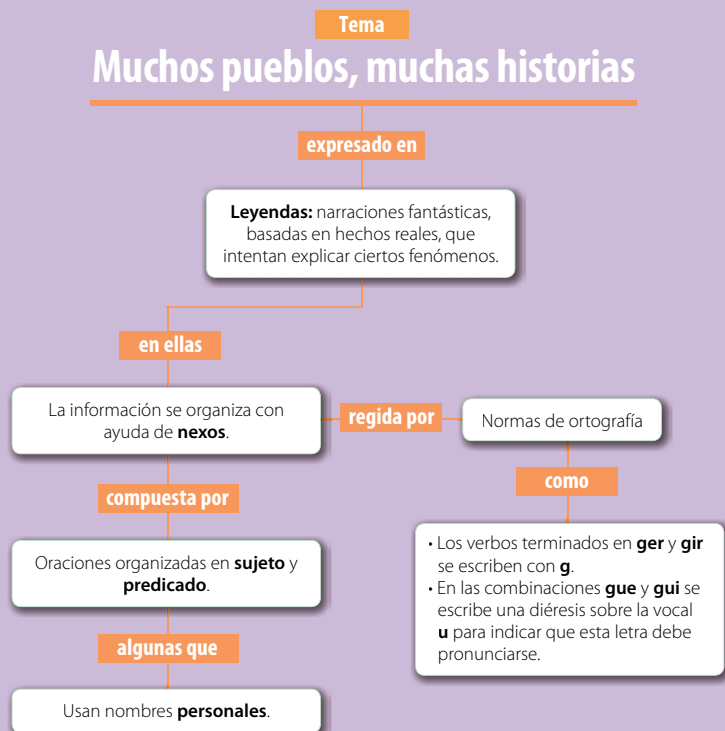 Tema
Muchos pueblos, muchas historias
expresado en
Leyendas: narraciones fantásticas,
basadas en hechos reales, que
intentan explicar ciertos fenómenos.
en ellas
La información se organiza con
ayuda de nexos.
regida por
Normas de ortografía
compuesta por
como
Oraciones organizadas en sujeto y
predicado.
• Los verbos terminados en ger y gir
se escriben con g.
• En las combinaciones gue y gui se
escribe una diéresis sobre la vocal
u para indicar que esta letra debe
pronunciarse.
algunas que
Usan nombres personales.